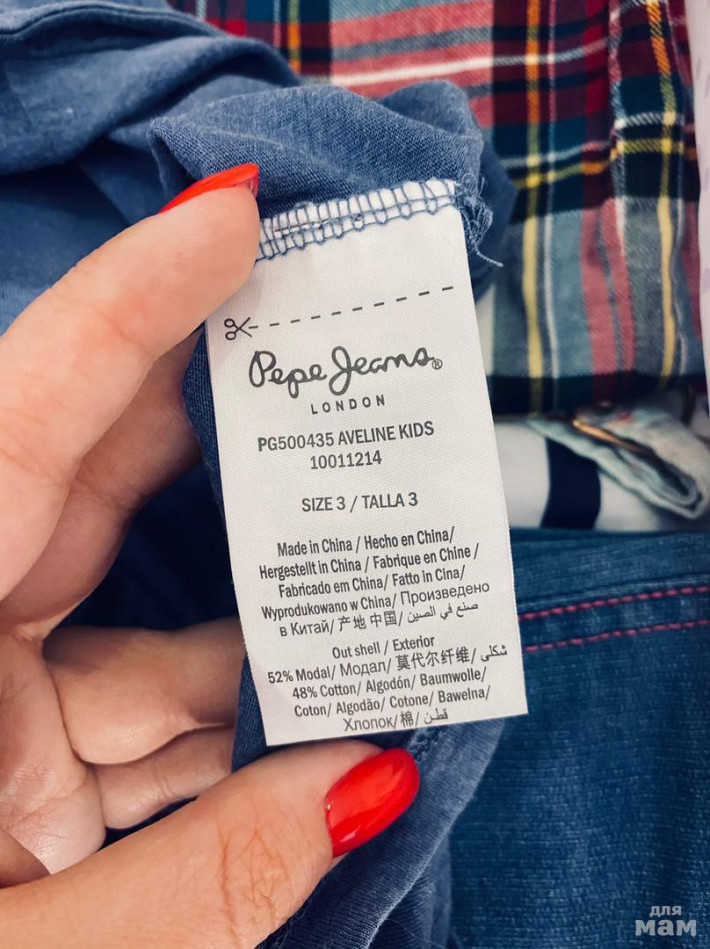 Pepe Jeans®
LONDON
PG500435 AVELINE KIDS
10011214
SIZE 3 / TALLA 3
Made in China / Hecho en China/
Hergestellt in China / Fabrique en Chine /
Fabricado em China/ Fatto in Cina/
Wyprodukowano w China/ Произведено
в Китай/ 产地 中国/ صنع في الصين
Out shell / Exterior
52% Modal/ Модал/ 莫代尔纤维/ شكلي
48% Cotton/ Algodón/ Baumwolle/
Coton/ Algodão/ Cotone/ Bawelna/
Хлопок/ 棉/ قطن
для
мам